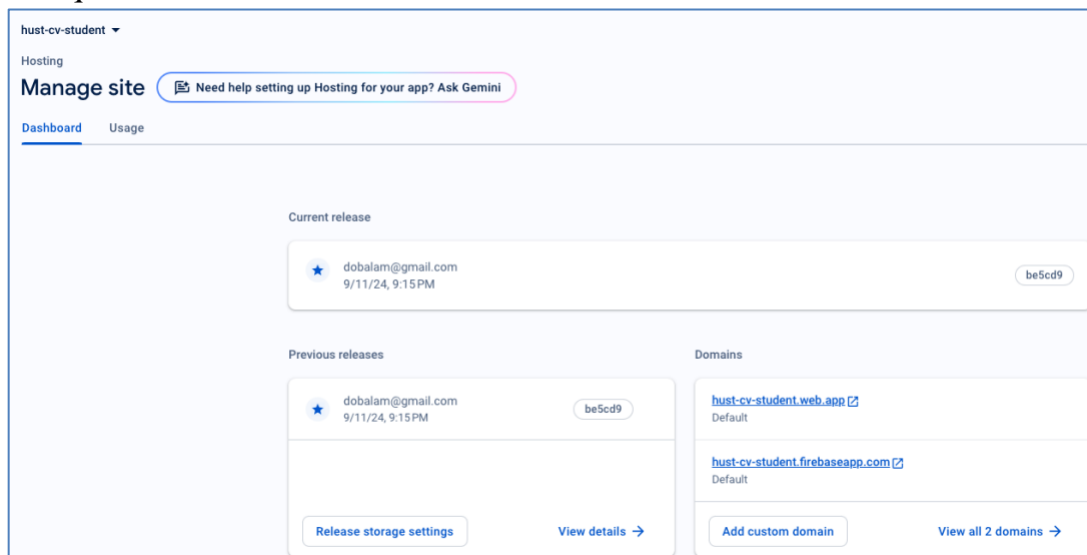 hust-cv-student
Hosting
Manage site
Need help setting up Hosting for your app? Ask Gemini
Dashboard Usage
Current release
dobalam@gmail.com
9/11/24, 9:15 PM
be5cd9
Previous releases
dobalam@gmail.com
9/11/24, 9:15 PM
be5cd9
Release storage settings
View details
Domains
hust-cv-student.web.app
Default
hust-cv-student.firebaseapp.com
Default
Add custom domain
View all 2 domains